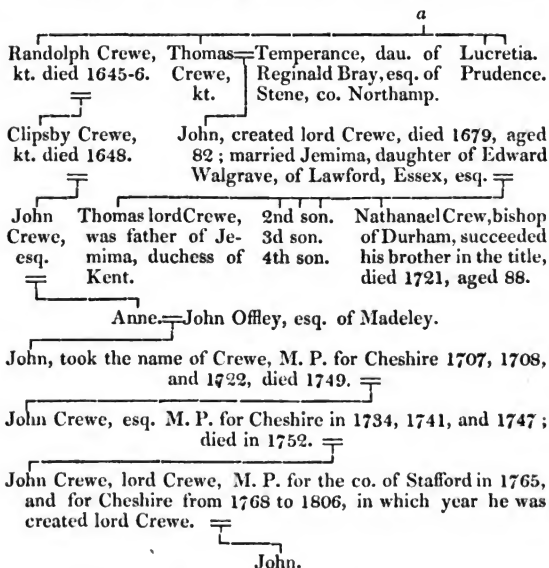 a
Randolph Crewe, kt. died 1645-6.
Thomas Crewe, kt.
Temperance, dau. of Reginald Bray, esq. of Stene, co. Northamp.
Lucretia. Prudence.
Clipsby Crewe, kt. died 1648.
John, created lord Crewe, died 1679, aged
82; married Jemima, daughter of Edward
Walgrave, of Lawford, Essex, esq.
John Crewe, esq.
Thomas lord Crewe, was father of Jemima, duchess of Kent.
2nd son.
3d son.
4th son.
Nathanael Crew, bishop of Durham, succeeded his brother in the title, died 1721, aged 88.
Anne. John Offley, esq. of Madeley.
John, took the name of Crewe, M. P. for Cheshire 1707, 1708,
and 1722, died 1749.
John Crewe, esq. M. P. for Cheshire in 1734, 1741, and 1747;
died in 1752.
John Crewe, lord Crewe, M. P. for the co. of Stafford in 1765,
and for Cheshire from 1768 to 1806, in which year he was
created lord Crewe.
John.